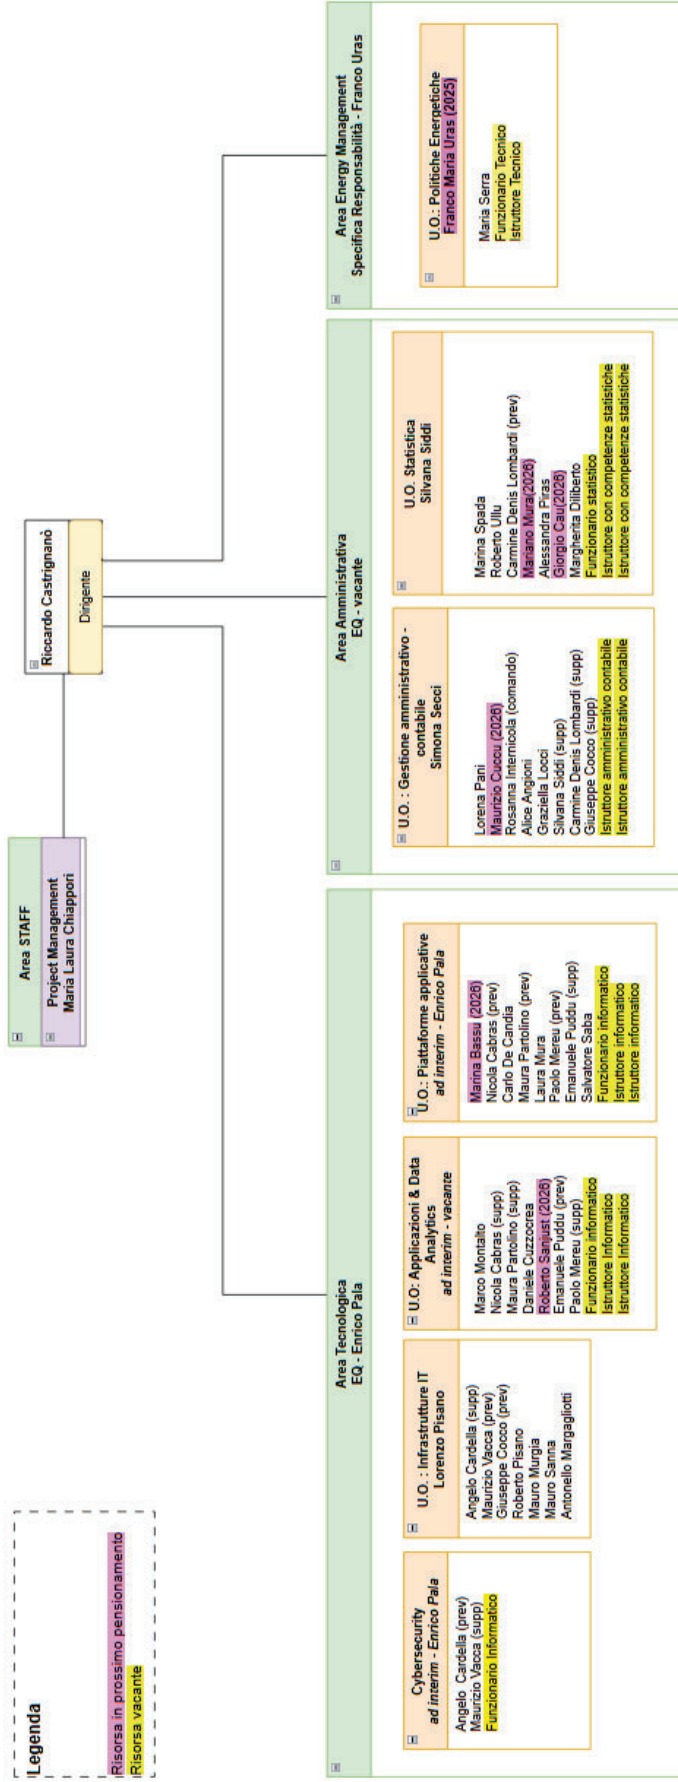 Legenda
Risorsa in prossimo pensionamento
Risorsa vacante
Area STAFF
Project Management
Maria Laura Chiappori
Riccardo Castrignanò
Dirigente
Area Tecnologica
EQ - Enrico Pala
Cybersecurity
ad interim - Enrico Pala
Angelo Cardella (prev)
Maurizio Vacca (supp)
Funzionario Informatico
U.O. : Infrastrutture IT
Lorenzo Pisano
Angelo Cardella (supp)
Maurizio Vacca (prev)
Giuseppe Cocco (prev)
Roberto Pisano
Mauro Murgia
Mauro Sanna
Antonello Margagliotti
U.O: Applicazioni & Data
Analytics
ad interim - vacante
Marco Montalto
Nicola Cabras (supp)
Maura Partolino (supp)
Daniele Cuzzocrea
Roberto Sanjust (2026)
Emanuele Puddu (prev)
Paolo Mereu (supp)
Funzionario informatico
Istruttore Informatico
Istruttore Informatico
U.O.: Piattaforme applicative
ad interim - Enrico Pala
Marina Bassu (2026)
Nicola Cabras (prev)
Carlo De Candia
Maura Partolino (prev)
Laura Mura
Paolo Mereu (prev)
Emanuele Puddu (supp)
Salvatore Saba
Funzionario informatico
Istruttore informatico
Istruttore informatico
Area Amministrativa
EQ - vacante
U.O. : Gestione amministrativo -
contabile
Simona Secci
Lorena Pani
Maurizio Cuccu (2026)
Rosanna Internicola (comando)
Alice Angioni
Graziella Locci
Silvana Siddi (supp)
Carmine Denis Lombardi (supp)
Giuseppe Cocco (supp)
Istruttore amministrativo contabile
Istruttore amministrativo contabile
U.O. Statistica
Silvana Siddi
Marina Spada
Roberto Ullu
Carmine Denis Lombardi (prev)
Mariano Mura(2026)
Alessandra Piras
Giorgio Cau(2026)
Margherita Diliberto
Funzionario statistico
Istruttore con competenze statistiche
Istruttore con competenze statistiche
Area Energy Management
Specifica Responsabilità - Franco Uras
U.O.: Politiche Energetiche
Franco Maria Uras (2025)
Maria Serra
Funzionario Tecnico
Istruttore Tecnico